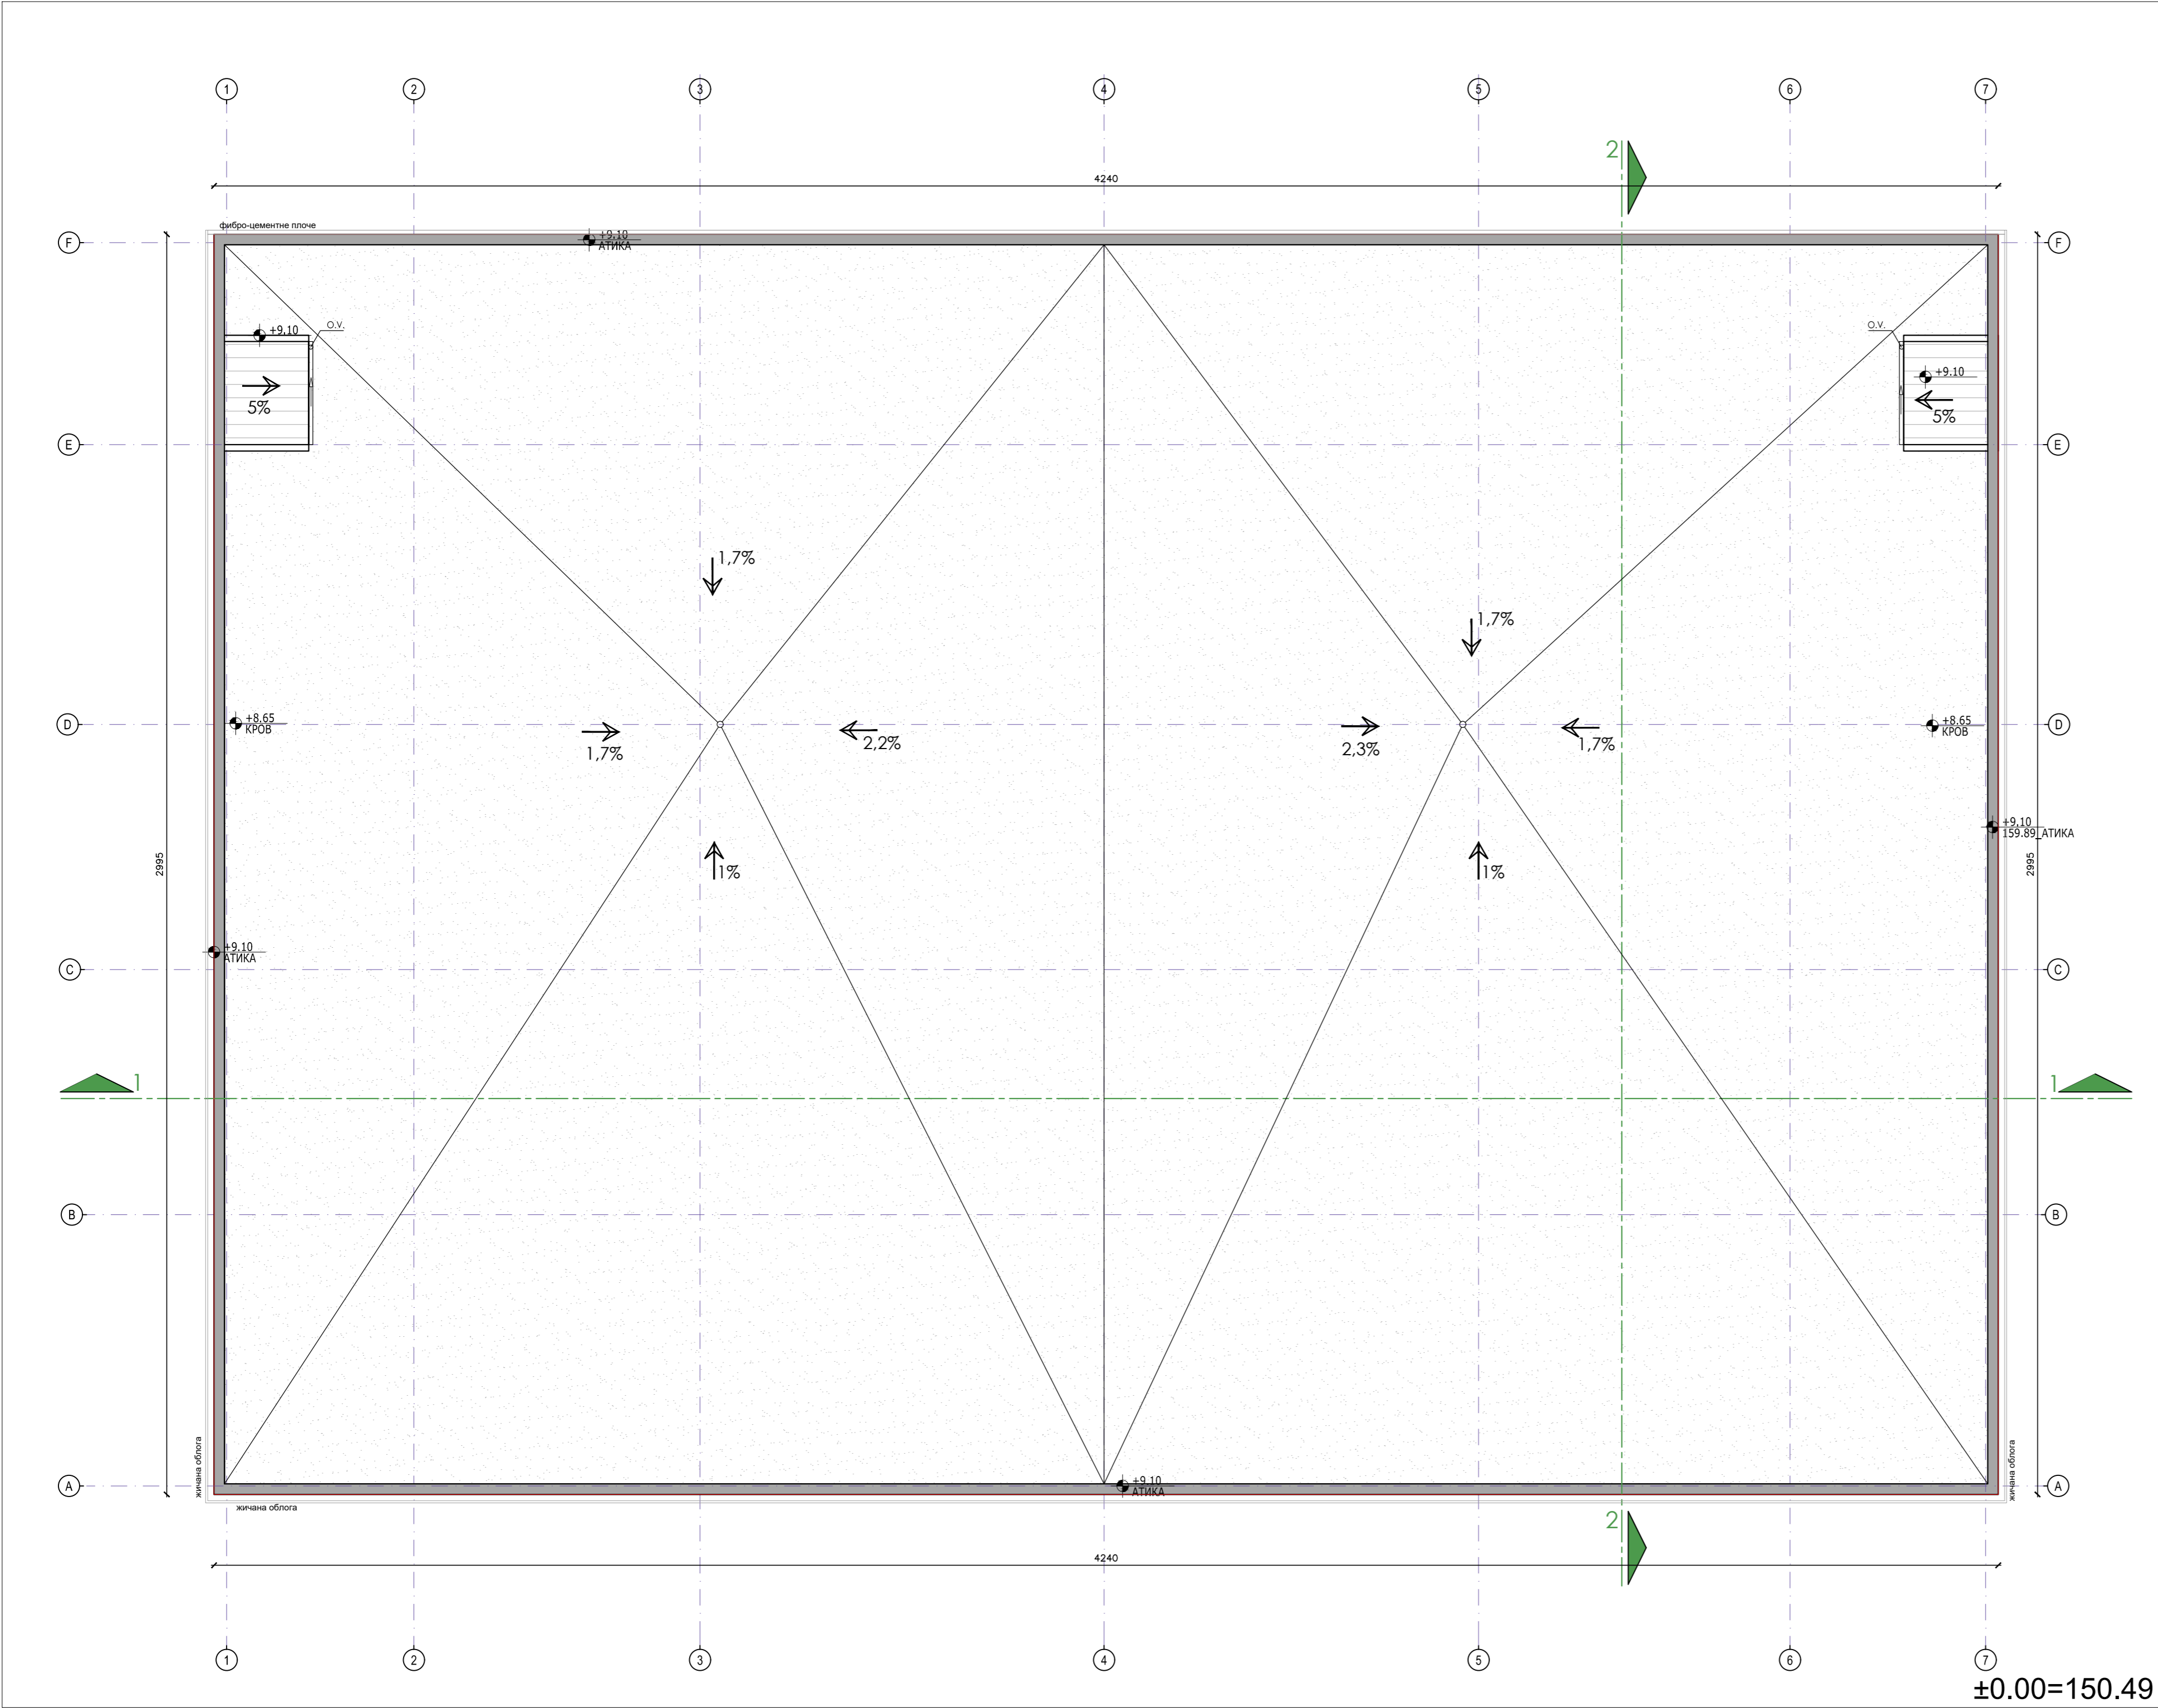 1 2 3 4 5 6 7
2
4240
фибро-цементне плоче
F +9.10 F
АТИКА
+9.10 O.V. O.V.
+9.10
5% 5%
E E
1,7%
1,7%
D +8.65 D
КРОВ
+8.65
КРОВ
1,7% 2,2% 2,3% 1,7%
+9.10
159.89 АТИКА
2995 2995
1% 1%
+9.10
АТИКА
C C
1 1
B B
жичана облога жичана облога
A +9.10 A
АТИКА
жичана облога
2
4240
1 2 3 4 5 6 7
±0.00=150.49